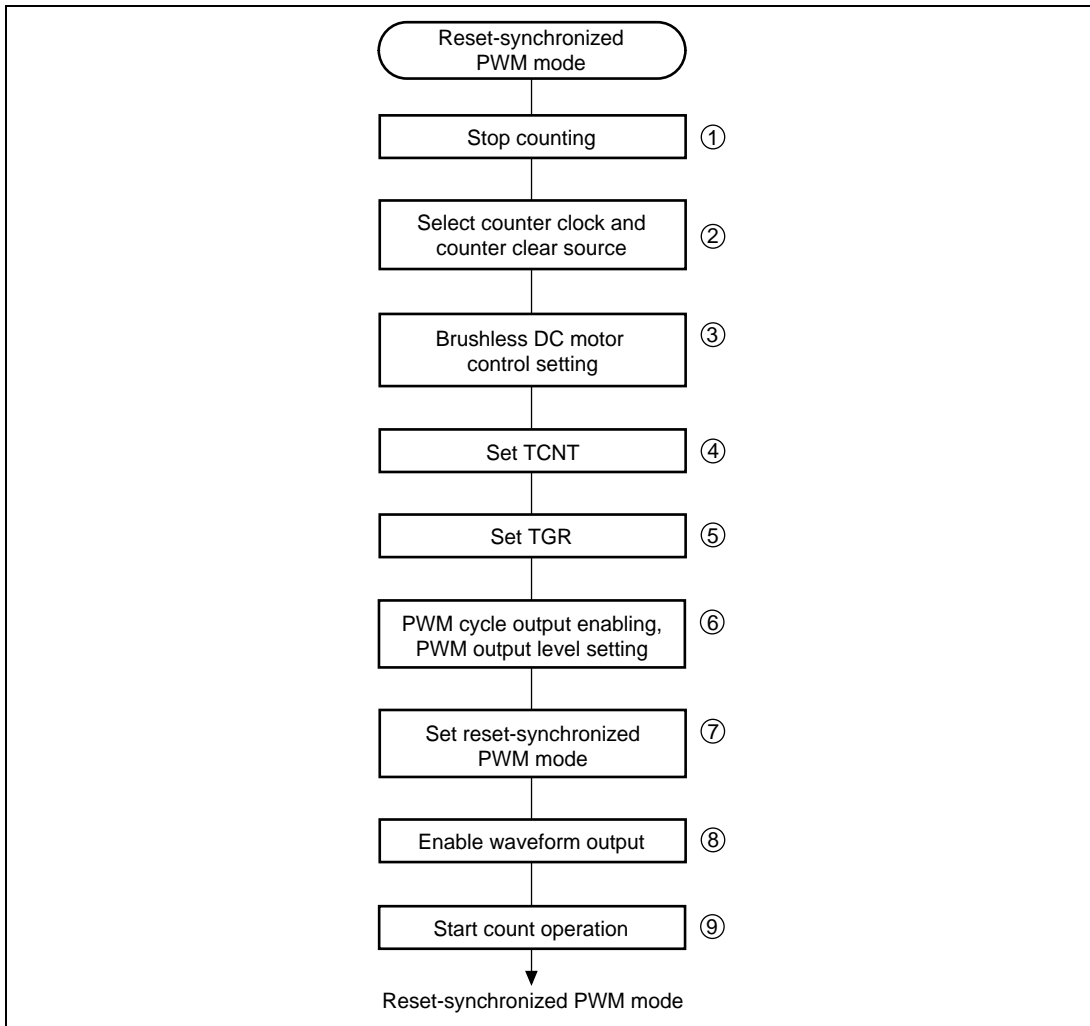 Reset-synchronized
PWM mode
Stop counting
①
Select counter clock and
counter clear source
②
Brushless DC motor
control setting
③
Set TCNT
④
Set TGR
⑤
PWM cycle output enabling,
PWM output level setting
⑥
Set reset-synchronized
PWM mode
⑦
Enable waveform output
⑧
Start count operation
⑨
Reset-synchronized PWM mode